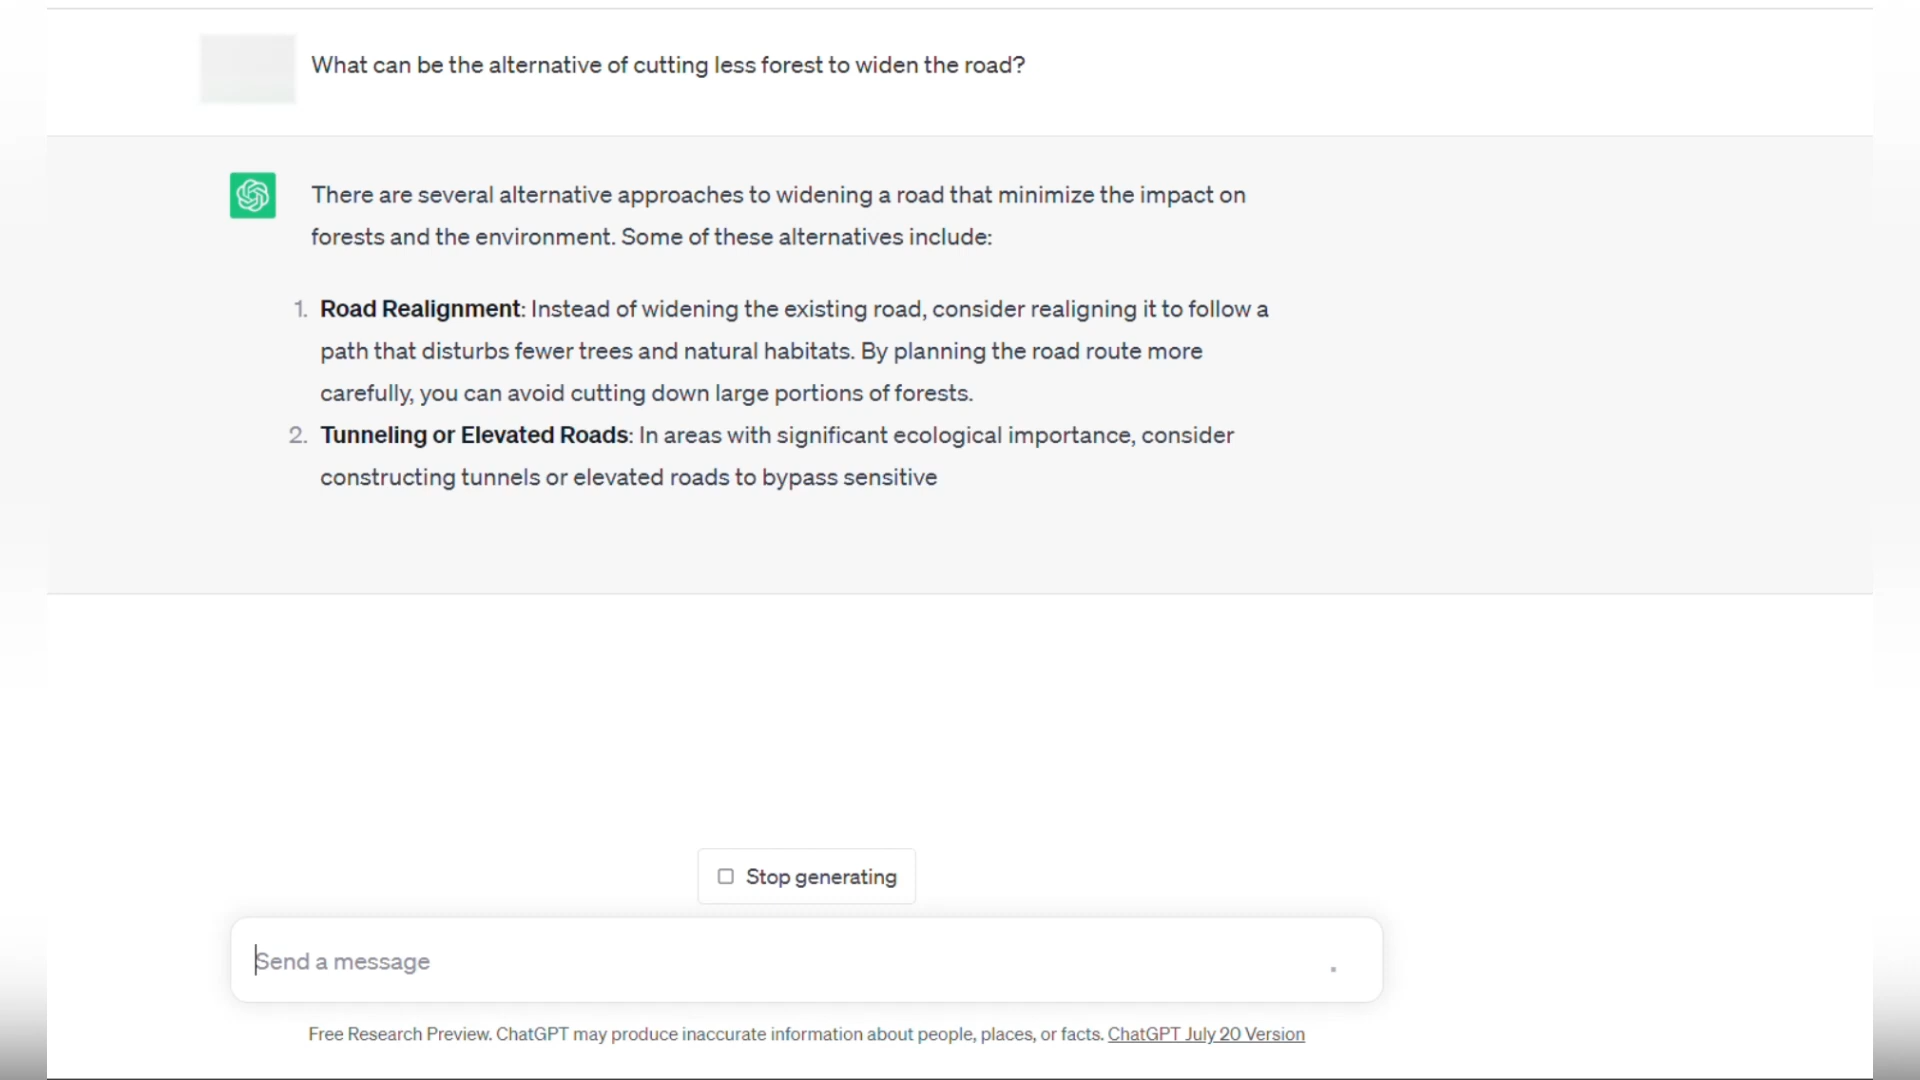 What can be the alternative of cutting less forest to widen the road?
There are several alternative approaches to widening a road that minimize the impact on
forests and the environment. Some of these alternatives include:
1. Road Realignment: Instead of widening the existing road, consider realigning it to follow a
path that disturbs fewer trees and natural habitats. By planning the road route more
carefully, you can avoid cutting down large portions of forests.
2. Tunneling or Elevated Roads: In areas with significant ecological importance, consider
constructing tunnels or elevated roads to bypass sensitive
Stop generating
Send a message
Free Research Preview. ChatGPT may produce inaccurate information about people, places, or facts. ChatGPT July 20 Version